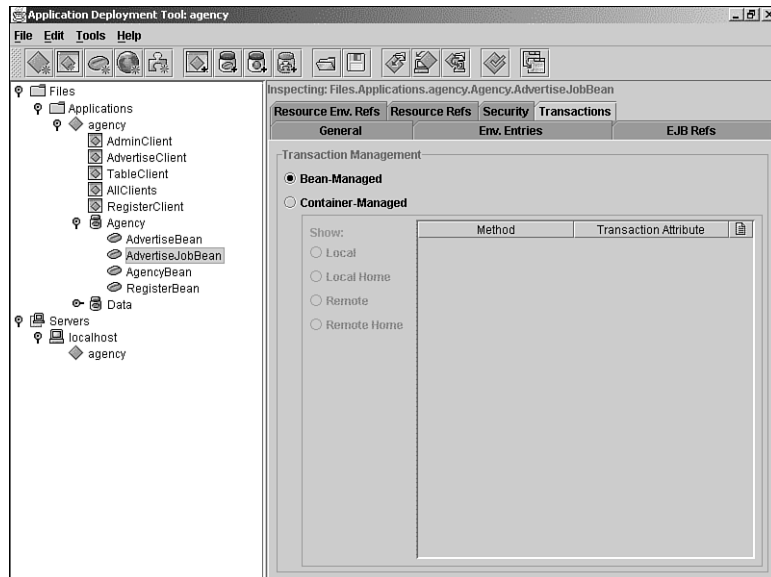 Application Deployment Tool: agency
File Edit Tools Help
Files
Applications
agency
AdminClient
AdvertiseClient
TableClient
AllClients
RegisterClient
Agency
AdvertiseBean
AdvertiseJobBean
AgencyBean
RegisterBean
Data
Servers
localhost
agency
Inspecting: Files.Applications.agency.Agency.AdvertiseJobBean
Resource Env. Refs Resource Refs Security Transactions
General Env. Entries EJB Refs
Transaction Management
Bean-Managed
Container-Managed
Show:
Local
Local Home
Remote
Remote Home
Method Transaction Attribute